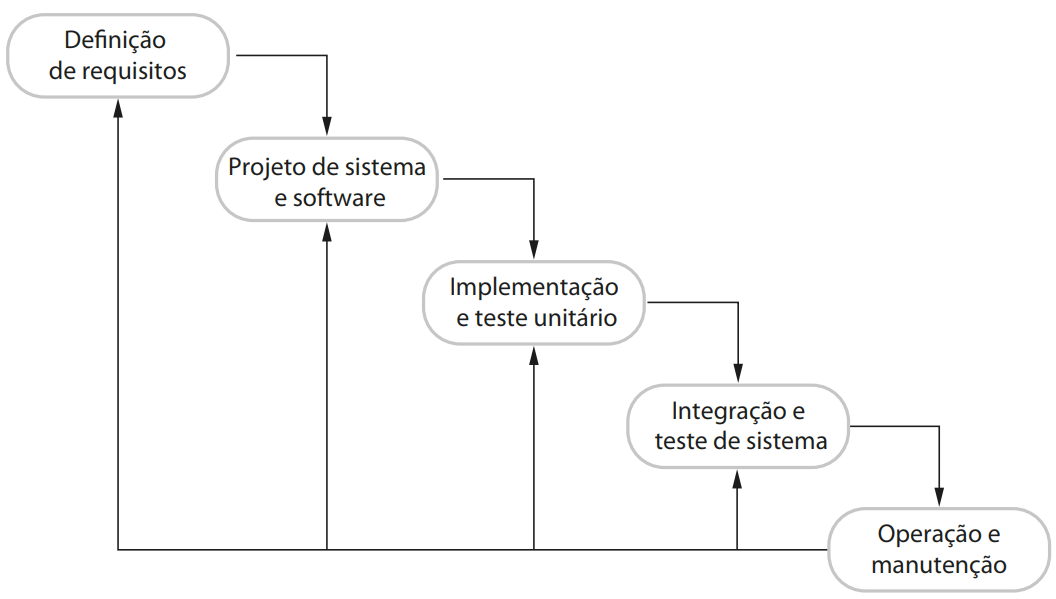 Definição
de requisitos
Projeto de sistema
e software
Implementação
e teste unitário
Integração e
teste de sistema
Operação e
manutenção